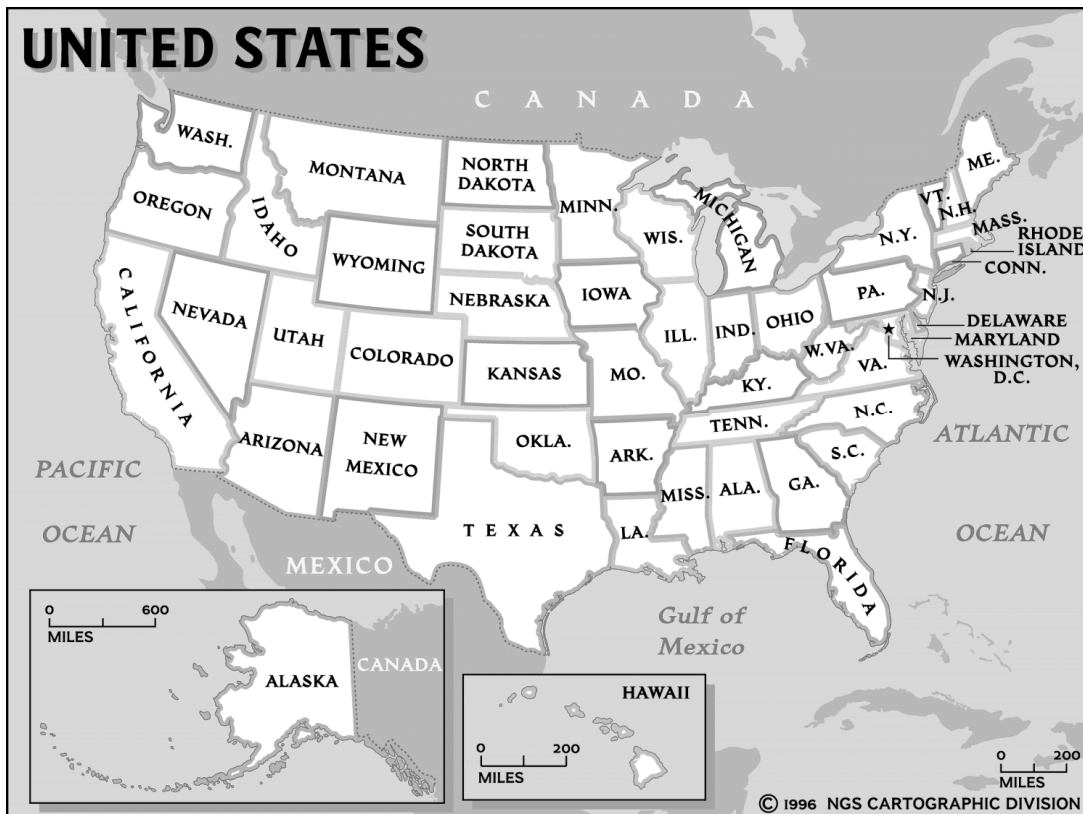 UNITED STATES
CANADA
WASH.
MONTANA
NORTH
DAKOTA
MINN.
ME.
VT.
N.H.
OREGON
IDAHO
SOUTH
DAKOTA
WIS.
MICHIGAN
N.Y.
MASS.
RHODE
ISLAND
CONN.
WYOMING
CALIFORNIA
NEVADA
NEBRASKA
IOWA
PA.
N.J.
UTAH
COLORADO
ILL.
IND.
OHIO
DELAWARE
MARYLAND
WASHINGTON,
D.C.
W.VA.
VA.
KANSAS
MO.
KY.
ARIZONA
NEW
MEXICO
OKLA.
TENN.
N.C.
ARK.
S.C.
PACIFIC
OCEAN
ATLANTIC
OCEAN
MISS.
ALA.
GA.
TEXAS
LA.
FLORIDA
MEXICO
Gulf of
Mexico
0 600
MILES
CANADA
ALASKA
HAWAII
0 200
MILES
0 200
MILES
© 1996 NGS CARTOGRAPHIC DIVISION